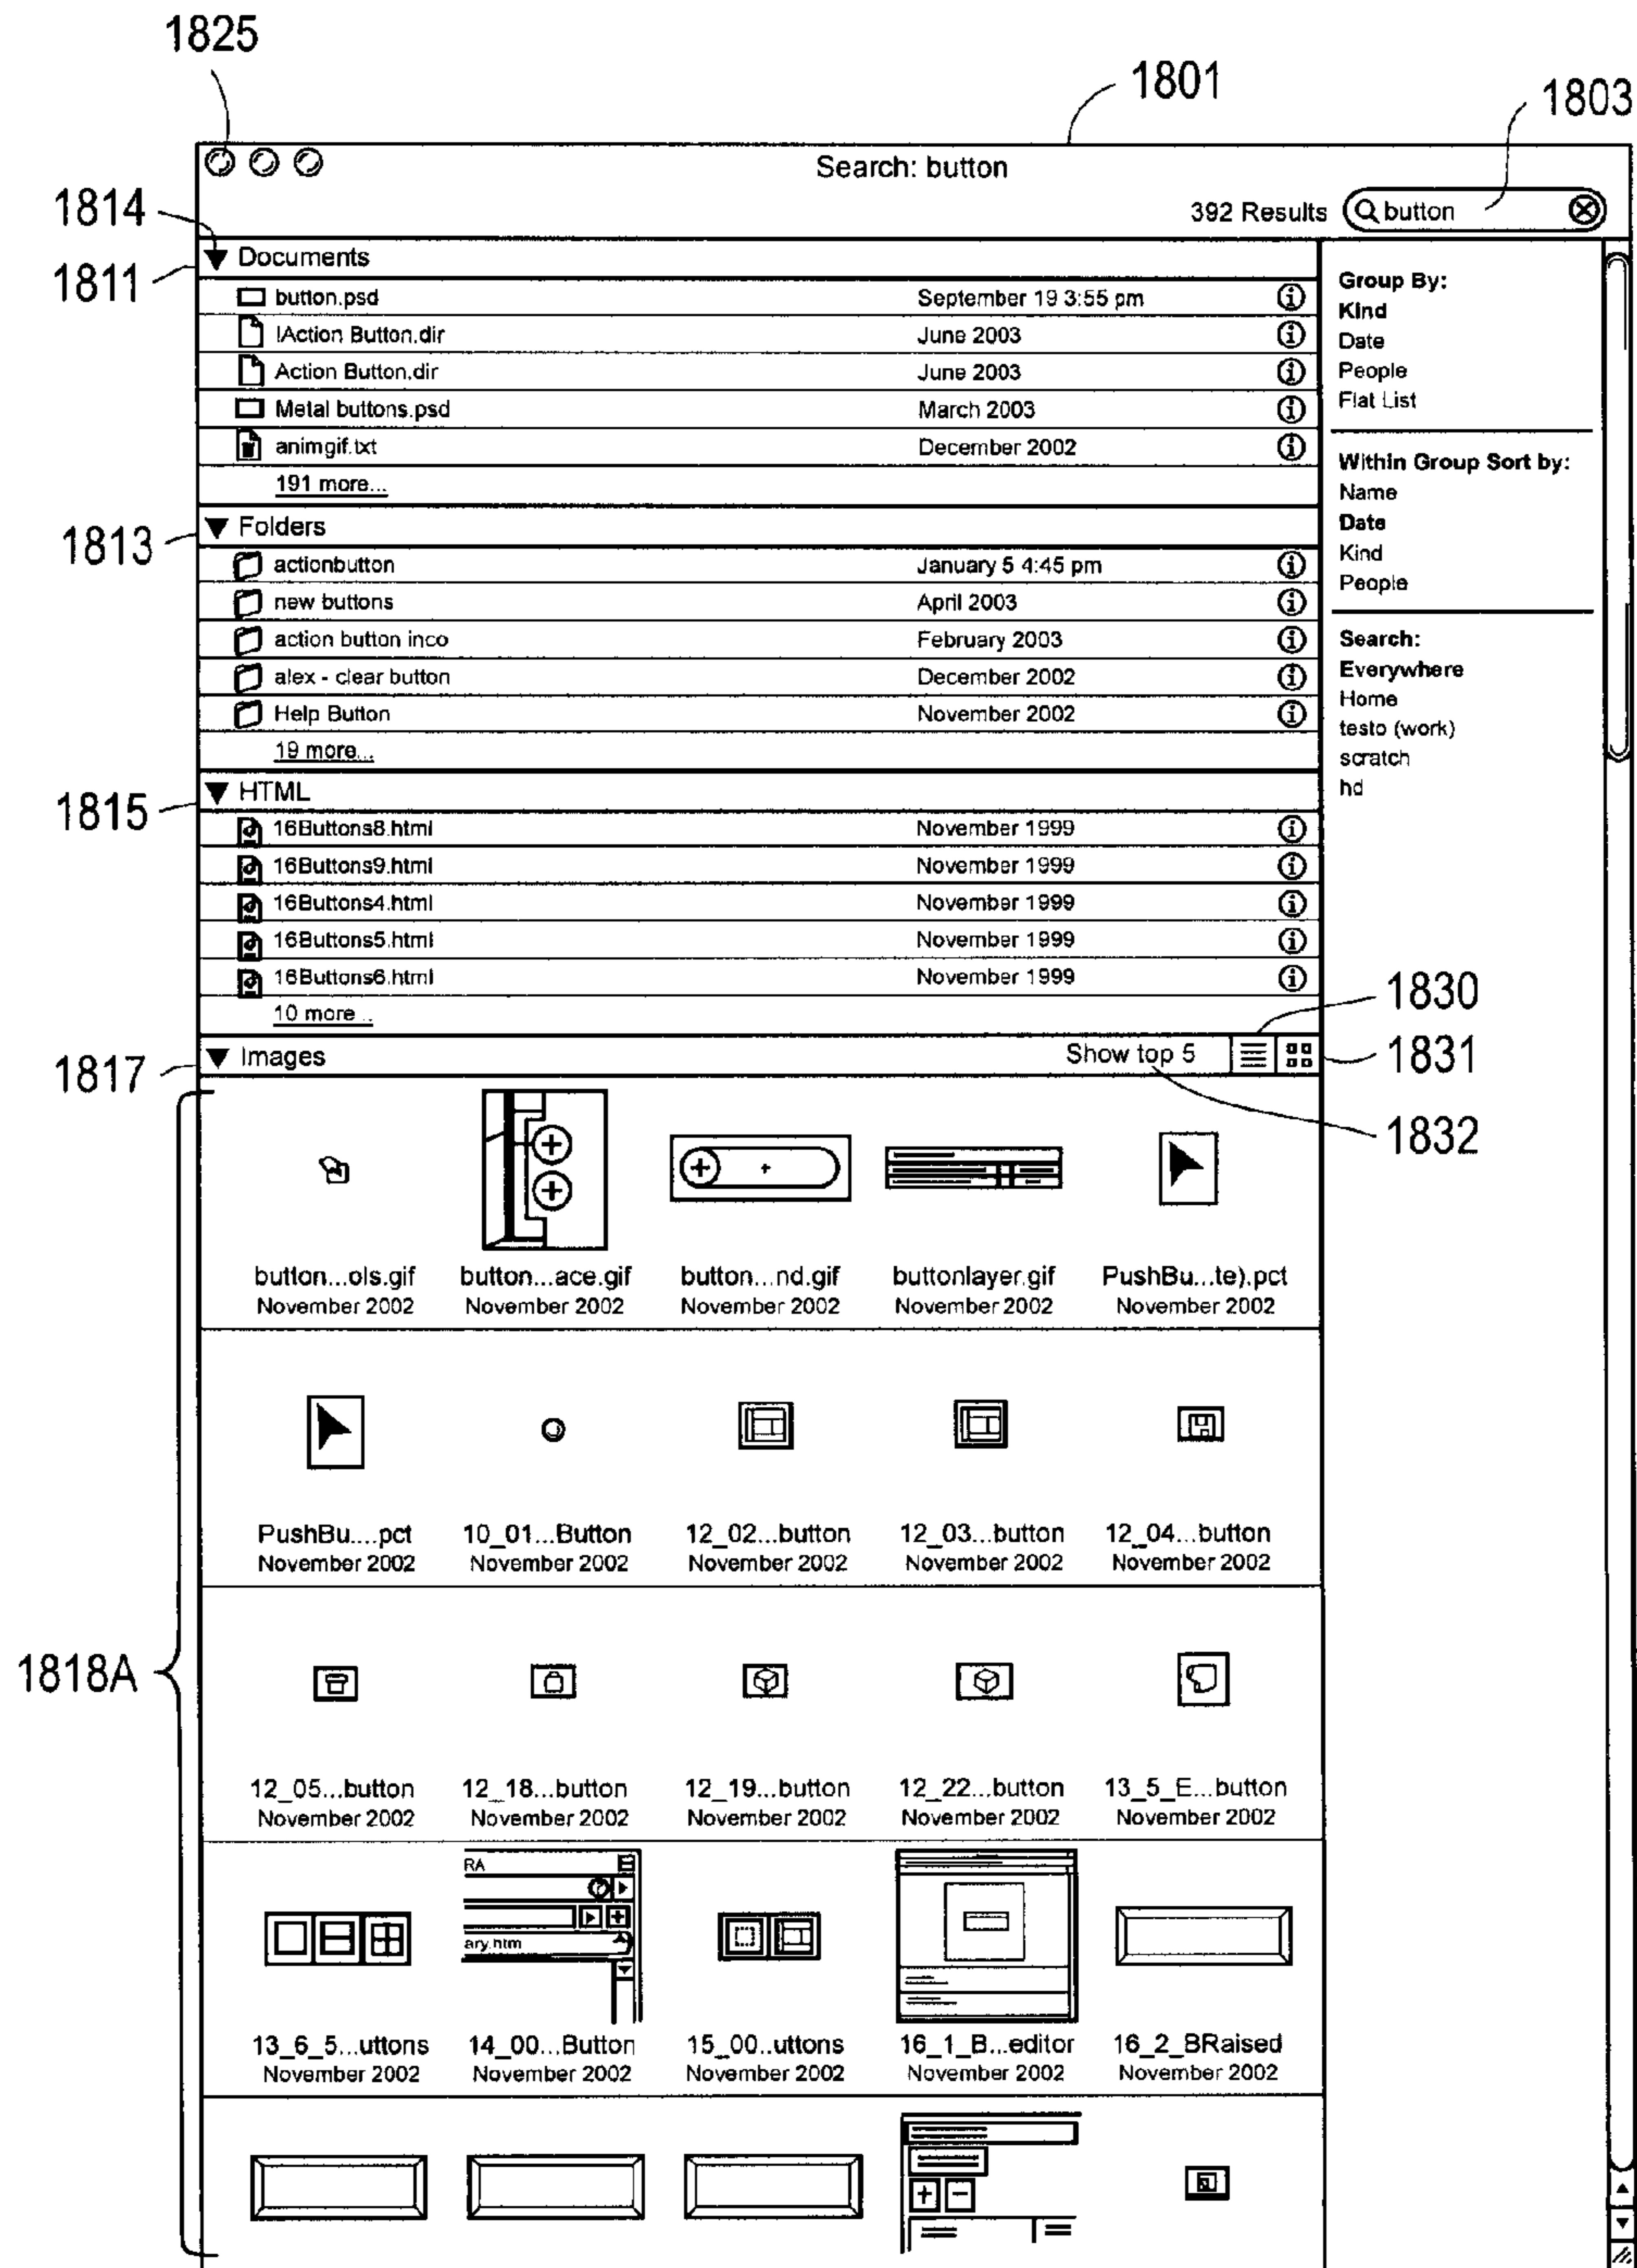 1825
1801
1803
Search: button
392 Results
button
1814
1811
Documents
button.psd September 19 3:55 pm
IAction Button.dir June 2003
Action Button.dir June 2003
Metal buttons.psd March 2003
animgif.txt December 2002
191 more...
Group By:
Kind
Date
People
Flat List
Within Group Sort by:
Name
Date
Kind
People
Search:
Everywhere
Home
testo (work)
scratch
hd
1813
Folders
actionbutton January 5 4:45 pm
new buttons April 2003
action button inco February 2003
alex - clear button December 2002
Help Button November 2002
19 more...
1815
HTML
16Buttons8.html November 1999
16Buttons9.html November 1999
16Buttons4.html November 1999
16Buttons5.html November 1999
16Buttons6.html November 1999
10 more...
1830
1817
Images Show top 5
1831
1832
button...ols.gif button...ace.gif button...nd.gif buttonlayer.gif PushBu...te).pct
November 2002 November 2002 November 2002 November 2002 November 2002
PushBu....pct 10_01...Button 12_02...button 12_03...button 12_04...button
November 2002 November 2002 November 2002 November 2002 November 2002
1818A
12_05...button 12_18...button 12_19...button 12_22...button 13_5_E...button
November 2002 November 2002 November 2002 November 2002 November 2002
RA
ary.htm
13_6_5...uttons 14_00...Button 15_00..uttons 16_1_B...editor 16_2_BRaised
November 2002 November 2002 November 2002 November 2002 November 2002